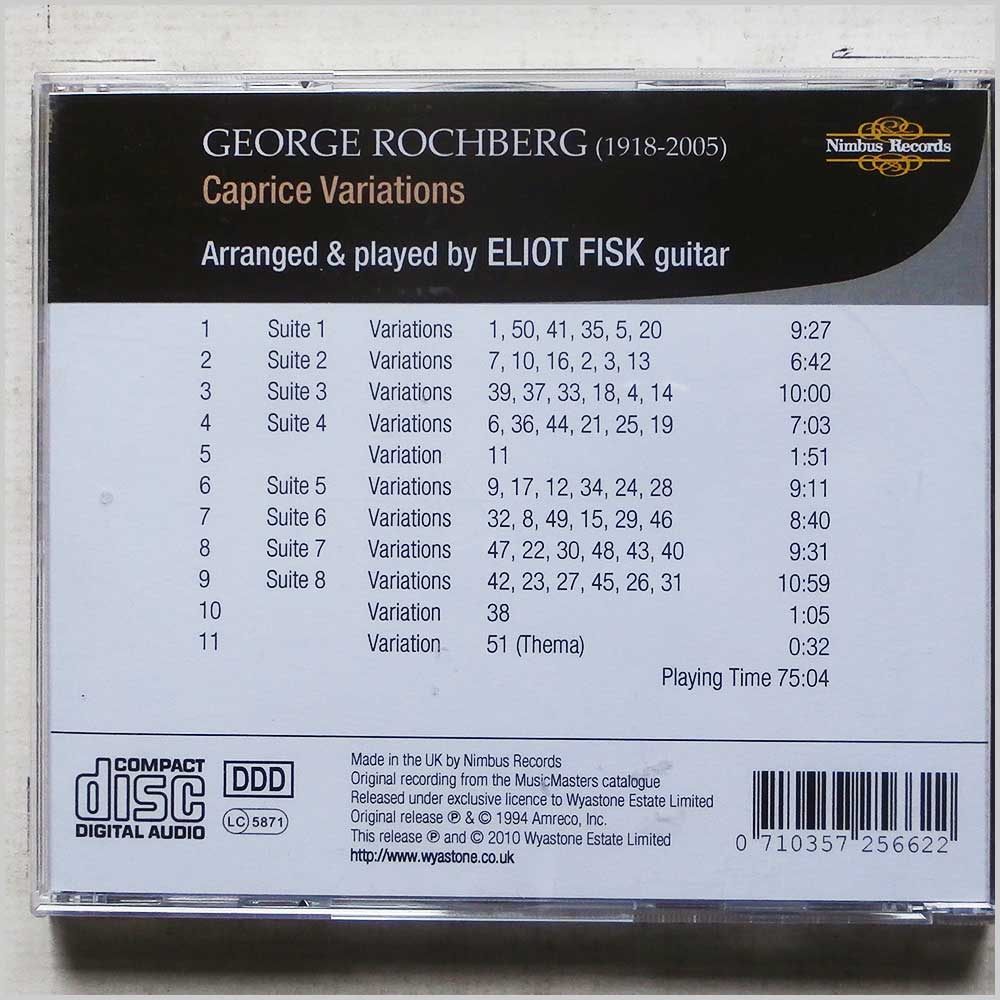 GEORGE ROCHBERG (1918-2005)
Nimbus Records
Caprice Variations
Arranged & played by ELIOT FISK guitar
1 Suite 1 Variations 1, 50, 41, 35, 5, 20 9:27
2 Suite 2 Variations 7, 10, 16, 2, 3, 13 6:42
3 Suite 3 Variations 39, 37, 33, 18, 4, 14 10:00
4 Suite 4 Variations 6, 36, 44, 21, 25, 19 7:03
5 Variation 11 1:51
6 Suite 5 Variations 9, 17, 12, 34, 24, 28 9:11
7 Suite 6 Variations 32, 8, 49, 15, 29, 46 8:40
8 Suite 7 Variations 47, 22, 30, 48, 43, 40 9:31
9 Suite 8 Variations 42, 23, 27, 45, 26, 31 10:59
10 Variation 38 1:05
11 Variation 51 (Thema) 0:32
Playing Time 75:04
COMPACT
disc
DIGITAL AUDIO
DDD
LC 5871
Made in the UK by Nimbus Records
Original recording from the MusicMasters catalogue
Released under exclusive licence to Wyastone Estate Limited
Original release ℗ & © 1994 Amreco, Inc.
This release ℗ and © 2010 Wyastone Estate Limited
http://www.wyastone.co.uk
0 710357 256622